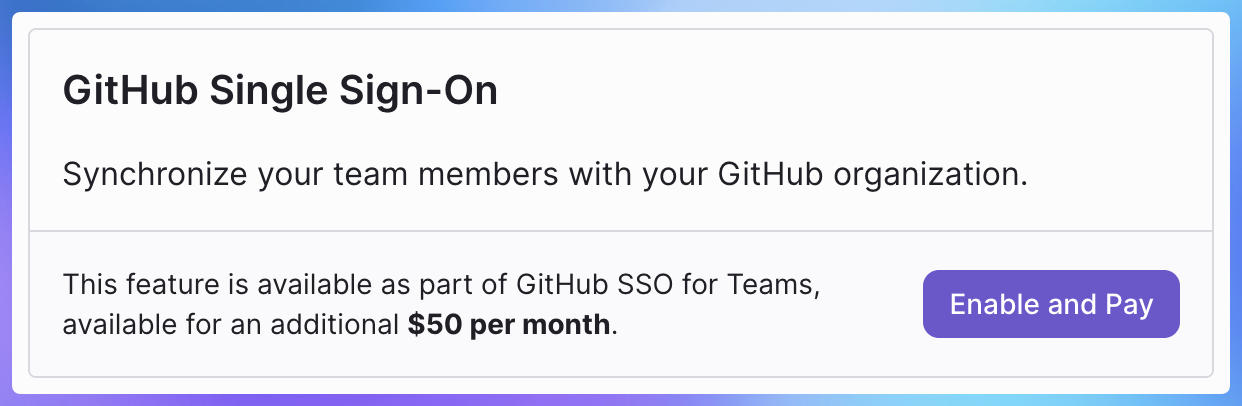 GitHub Single Sign-On
Synchronize your team members with your GitHub organization.
This feature is available as part of GitHub SSO for Teams,
available for an additional $50 per month.
Enable and Pay